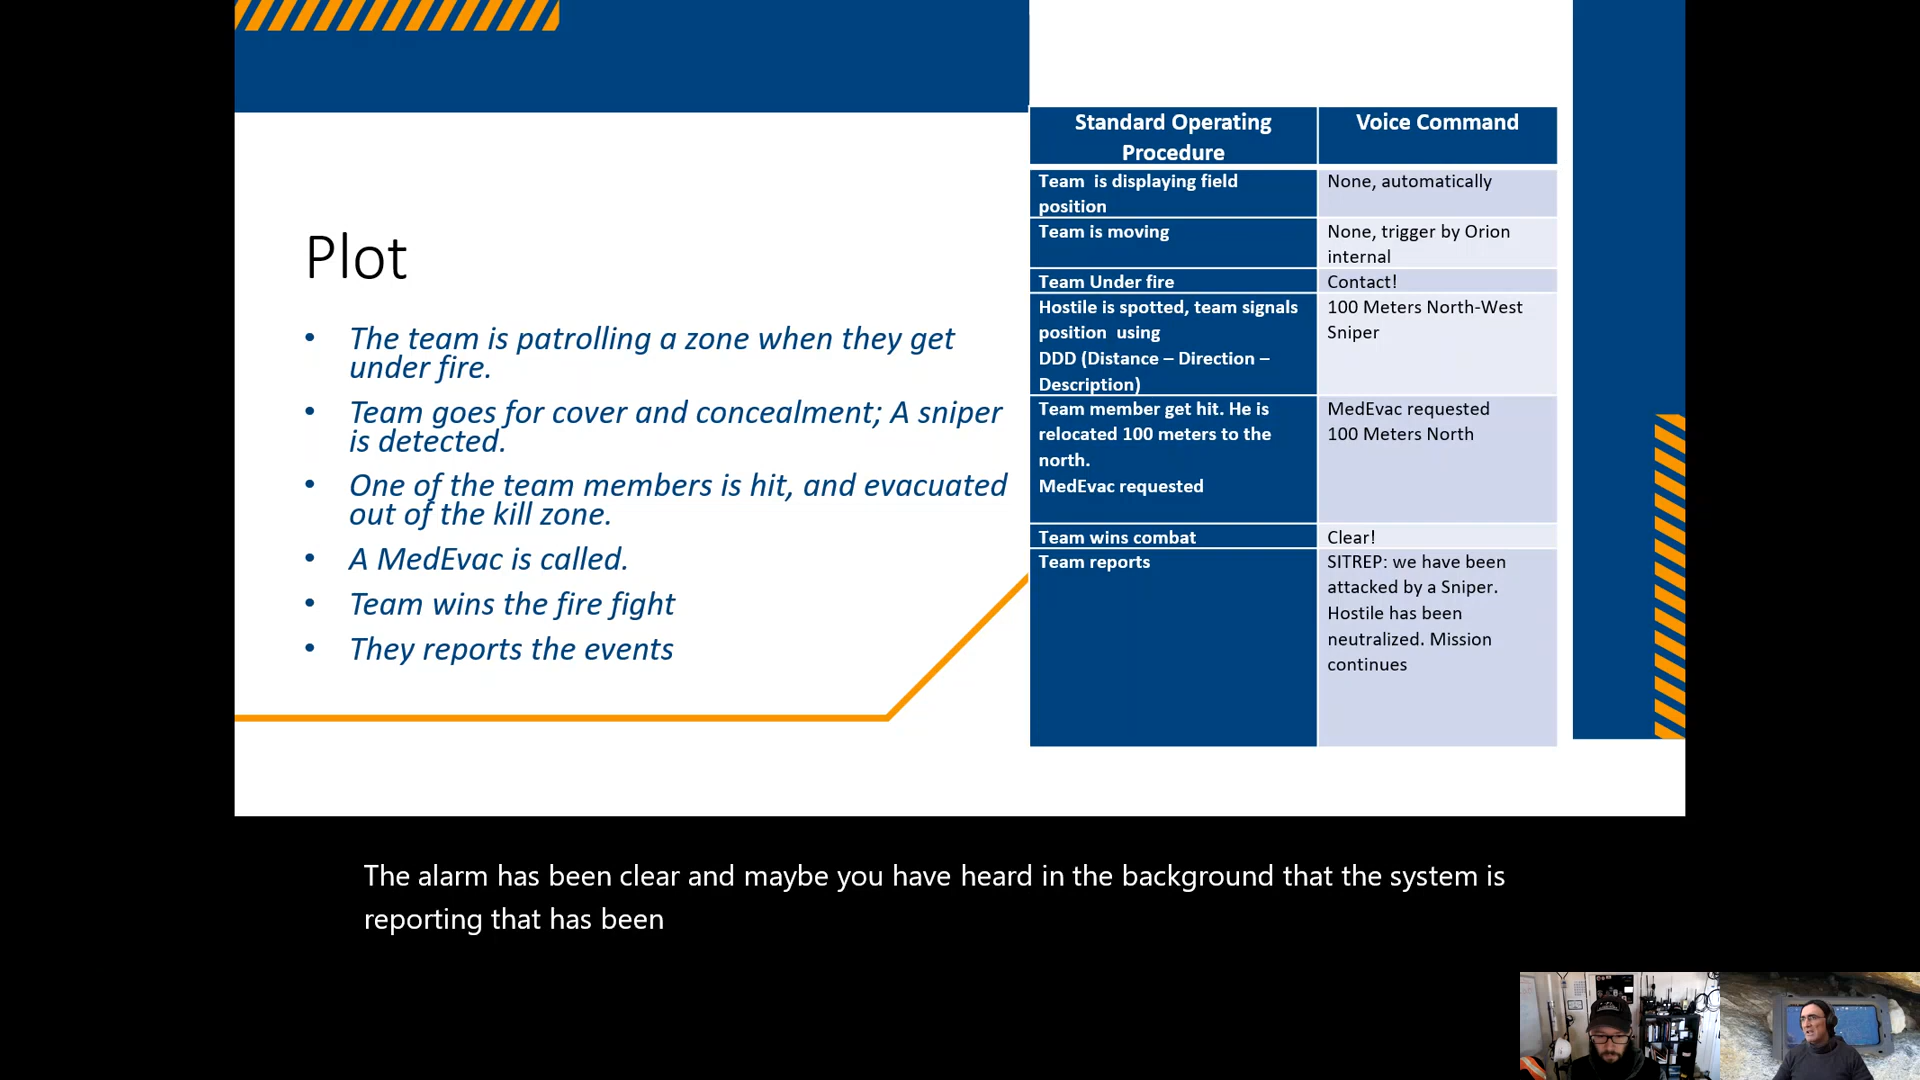 Plot
• The team is patrolling a zone when they get
under fire.
• Team goes for cover and concealment; A sniper
is detected.
• One of the team members is hit, and evacuated
out of the kill zone.
• A MedEvac is called.
• Team wins the fire fight
• They reports the events
Standard Operating
Procedure
Voice Command
Team is displaying field
position
None, automatically
Team is moving
None, trigger by Orion
internal
Team Under fire
Contact!
Hostile is spotted, team signals
position using
DDD (Distance – Direction –
Description)
100 Meters North-West
Sniper
Team member get hit. He is
relocated 100 meters to the
north.
MedEvac requested
MedEvac requested
100 Meters North
Team wins combat
Clear!
Team reports
SITREP: we have been
attacked by a Sniper.
Hostile has been
neutralized. Mission
continues
The alarm has been clear and maybe you have heard in the background that the system is
reporting that has been